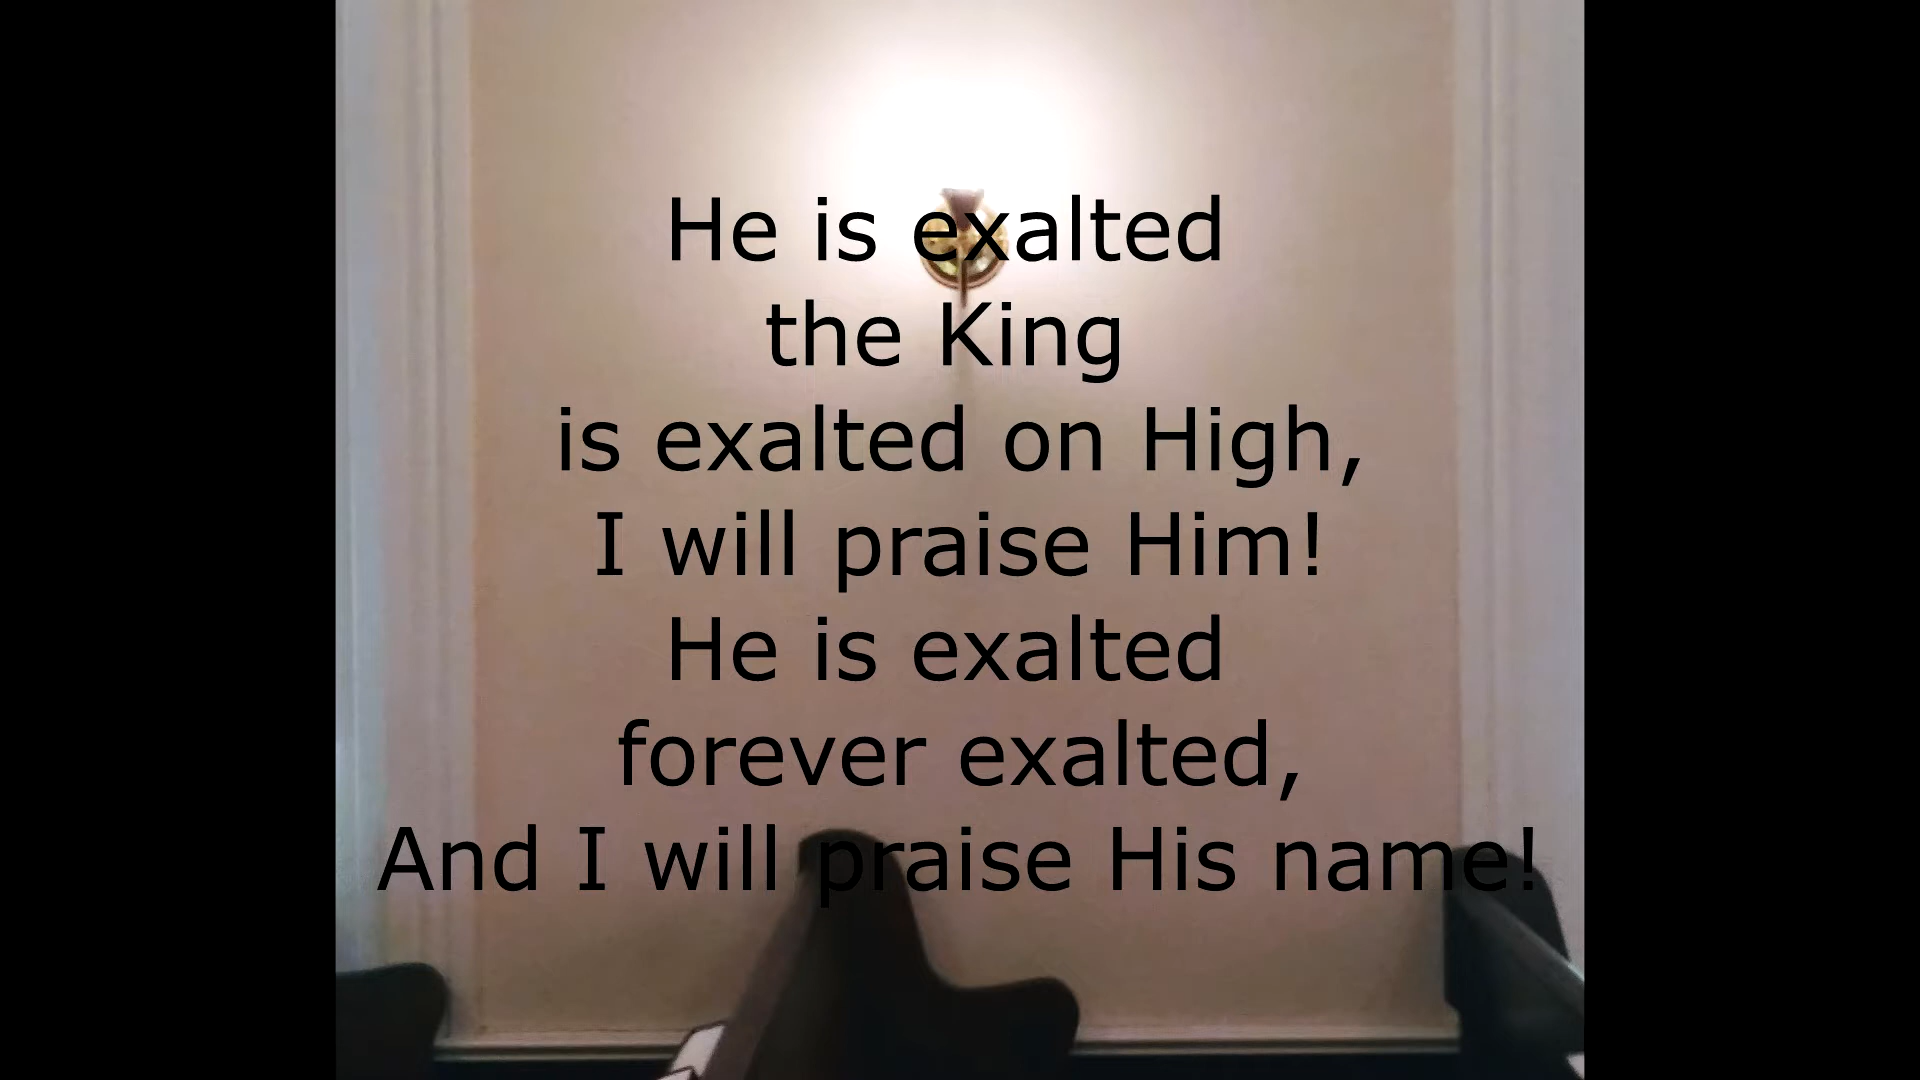 He is exalted
the King
is exalted on High,
I will praise Him!
He is exalted
forever exalted,
And I will praise His name!